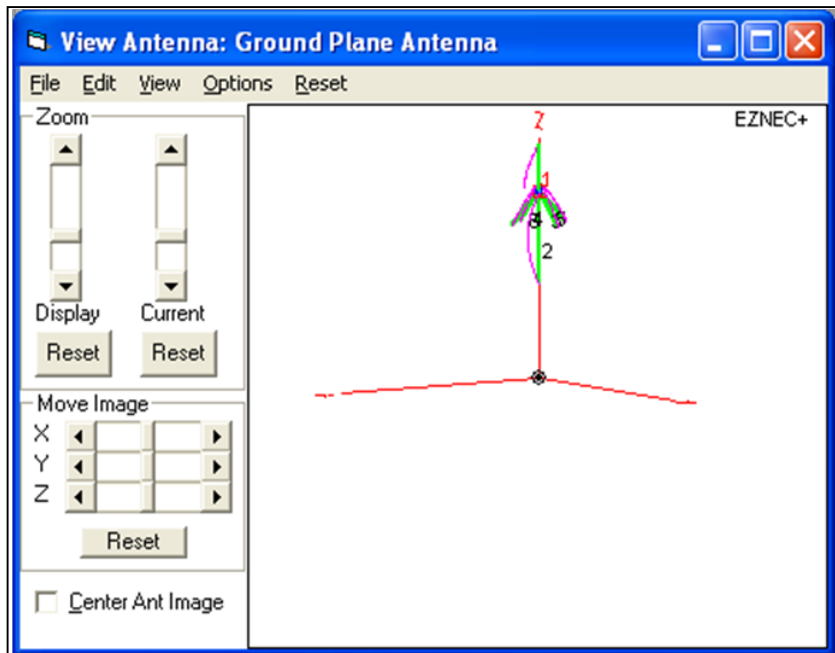 View Antenna: Ground Plane Antenna
File Edit View Options Reset
Zoom
Display Current
Reset Reset
Move Image
X
Y
Z
Reset
Center Ant Image
EZNEC+
Z
1
4
2